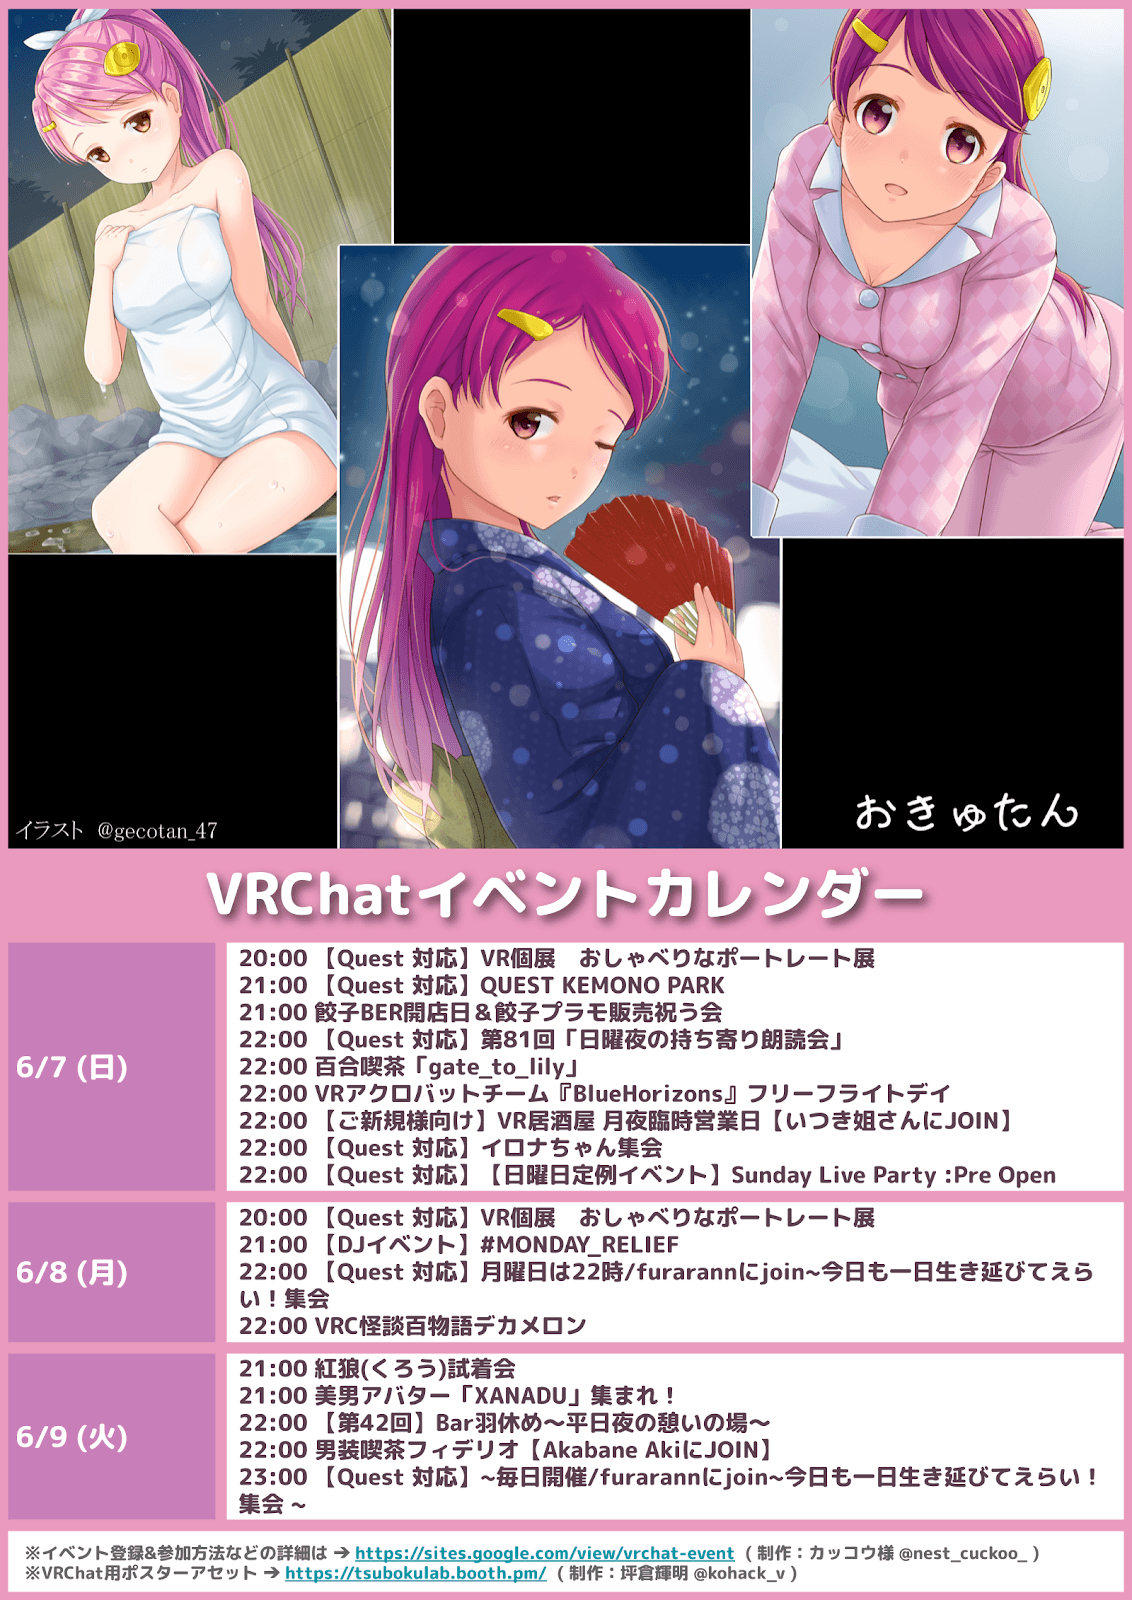 イラスト @gecotan_47
おきゅたん
VRChatイベントカレンダー
6/7 (日)
20:00 【Quest 対応】VR個展　おしゃべりなポートレート展
21:00 【Quest 対応】QUEST KEMONO PARK
21:00 餃子BER開店日＆餃子プラモ販売祝う会
22:00 【Quest 対応】第81回「日曜夜の持ち寄り朗読会」
22:00 百合喫茶「gate_to_lily」
22:00 VRアクロバットチーム『BlueHorizons』フリーフライトデイ
22:00 【ご新規様向け】VR居酒屋 月夜臨時営業日【いつき姐さんにJOIN】
22:00 【Quest 対応】イロナちゃん集会
22:00 【Quest 対応】【日曜日定例イベント】Sunday Live Party :Pre Open
6/8 (月)
20:00 【Quest 対応】VR個展　おしゃべりなポートレート展
21:00 【DJイベント】#MONDAY_RELIEF
22:00 【Quest 対応】月曜日は22時/furarannにjoin~今日も一日生き延びてえら
い！集会
22:00 VRC怪談百物語デカメロン
6/9 (火)
21:00 紅狼(くろう)試着会
21:00 美男アバター「XANADU」集まれ！
22:00 【第42回】Bar羽休め～平日夜の憩いの場～
22:00 男装喫茶フィデリオ【Akabane AkiにJOIN】
23:00 【Quest 対応】~毎日開催/furarannにjoin~今日も一日生き延びてえらい！
集会 ~
※イベント登録&参加方法などの詳細は → https://sites.google.com/view/vrchat-event ( 制作：カッコウ様 @nest_cuckoo_ )
※VRChat用ポスターアセット → https://tsubokulab.booth.pm/ ( 制作：坪倉輝明 @kohack_v )